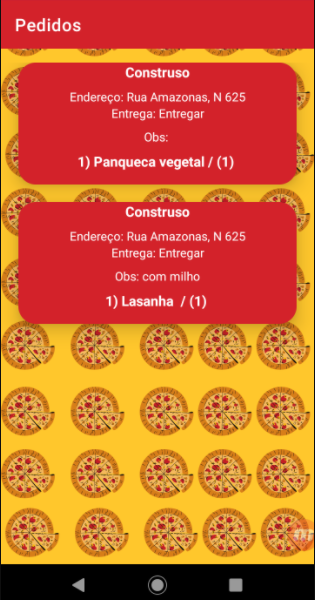 Pedidos
Construso
Endereço: Rua Amazonas, N 625
Entrega: Entregar
Obs:
1) Panqueca vegetal / (1)
Construso
Endereço: Rua Amazonas, N 625
Entrega: Entregar
Obs: com milho
1) Lasanha  / (1)